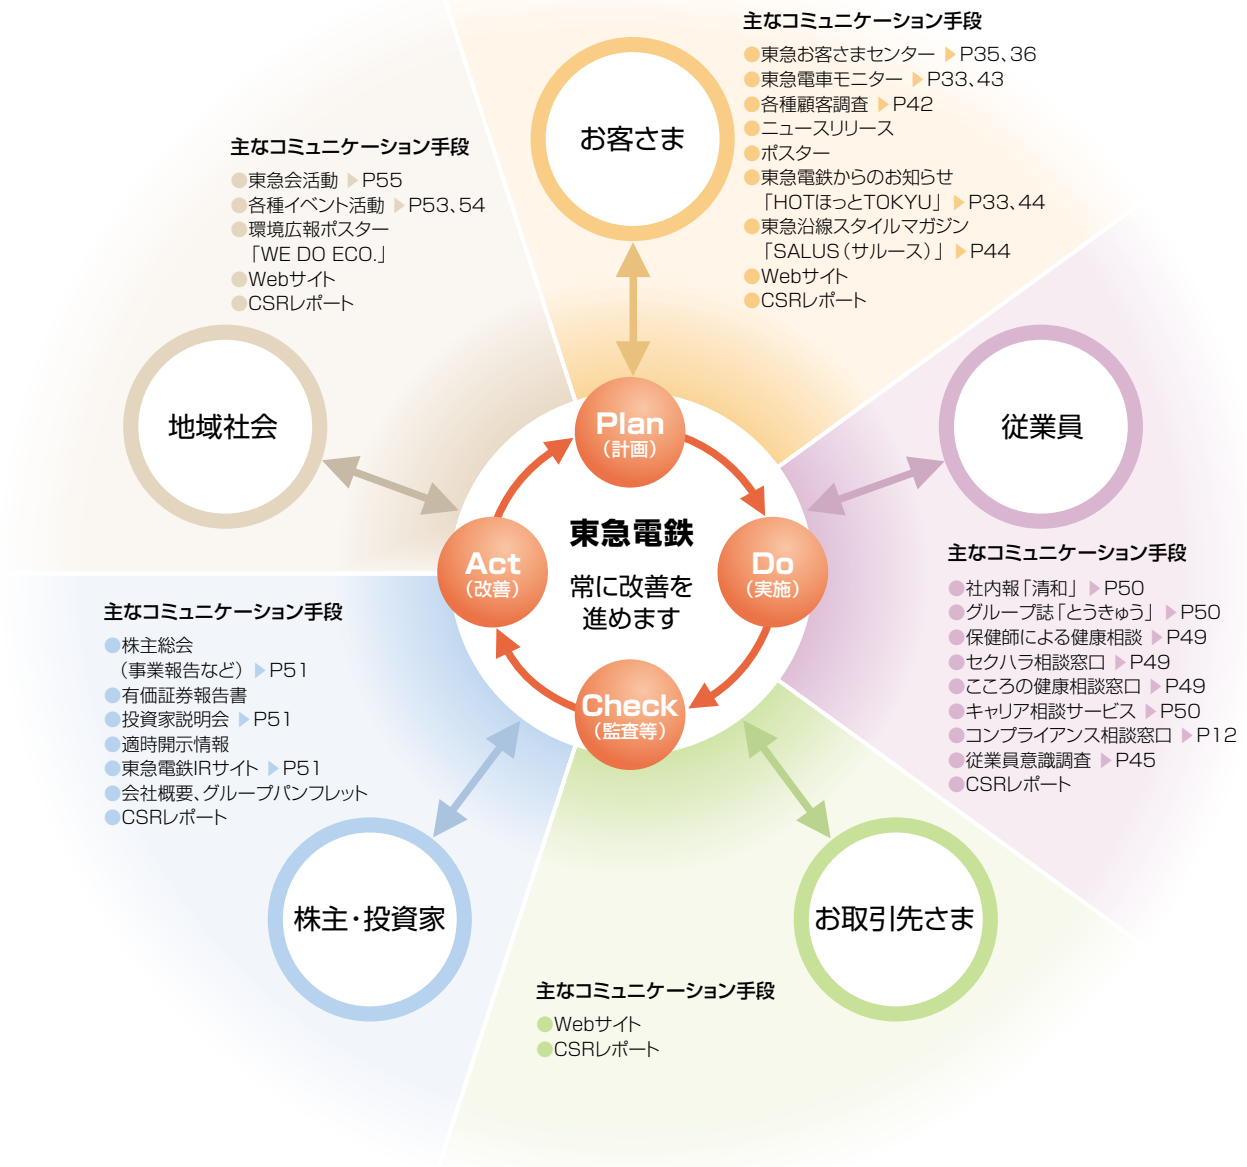 主なコミュニケーション手段
●東急お客さまセンター ▶P35、36
●東急電車モニター ▶P33、43
●各種顧客調査 ▶P42
●ニュースリリース
●ポスター
●東急電鉄からのお知らせ
「HOTほっとTOKYU」 ▶P33、44
●東急沿線スタイルマガジン
「SALUS(サルース)」 ▶P44
●Webサイト
●CSRレポート
お客さま
主なコミュニケーション手段
●東急会活動 ▶P55
●各種イベント活動 ▶P53、54
●環境広報ポスター
「WE DO ECO.」
●Webサイト
●CSRレポート
地域社会
従業員
主なコミュニケーション手段
●社内報「清和」 ▶P50
●グループ誌「とうきゅう」 ▶P50
●保健師による健康相談 ▶P49
●セクハラ相談窓口 ▶P49
●こころの健康相談窓口 ▶P49
●キャリア相談サービス ▶P50
●コンプライアンス相談窓口 ▶P12
●従業員意識調査 ▶P45
●CSRレポート
Plan
(計画)
Do
(実施)
Check
(監査等)
Act
(改善)
東急電鉄
常に改善を
進めます
主なコミュニケーション手段
●株主総会
(事業報告など) ▶P51
●有価証券報告書
●投資家説明会 ▶P51
●適時開示情報
●東急電鉄IRサイト ▶P51
●会社概要、グループパンフレット
●CSRレポート
株主・投資家
お取引先さま
主なコミュニケーション手段
●Webサイト
●CSRレポート